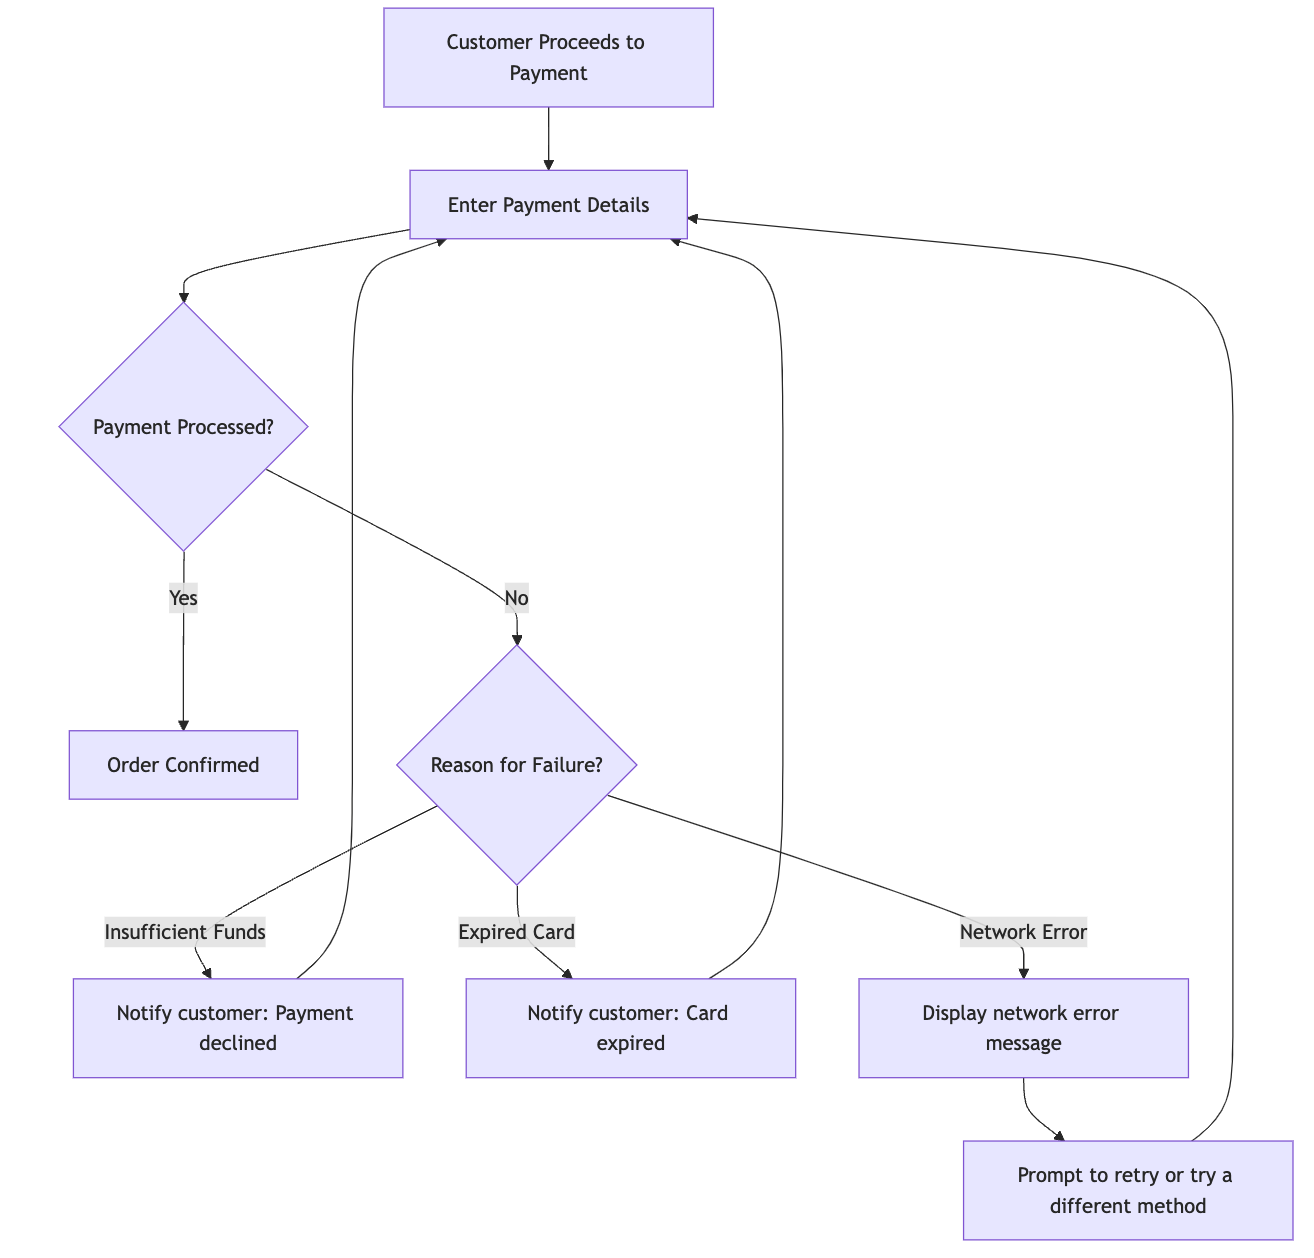 Customer Proceeds to
Payment
Enter Payment Details
Payment Processed?
Yes
No
Order Confirmed
Reason for Failure?
Insufficient Funds
Expired Card
Network Error
Notify customer: Payment
declined
Notify customer: Card
expired
Display network error
message
Prompt to retry or try a
different method